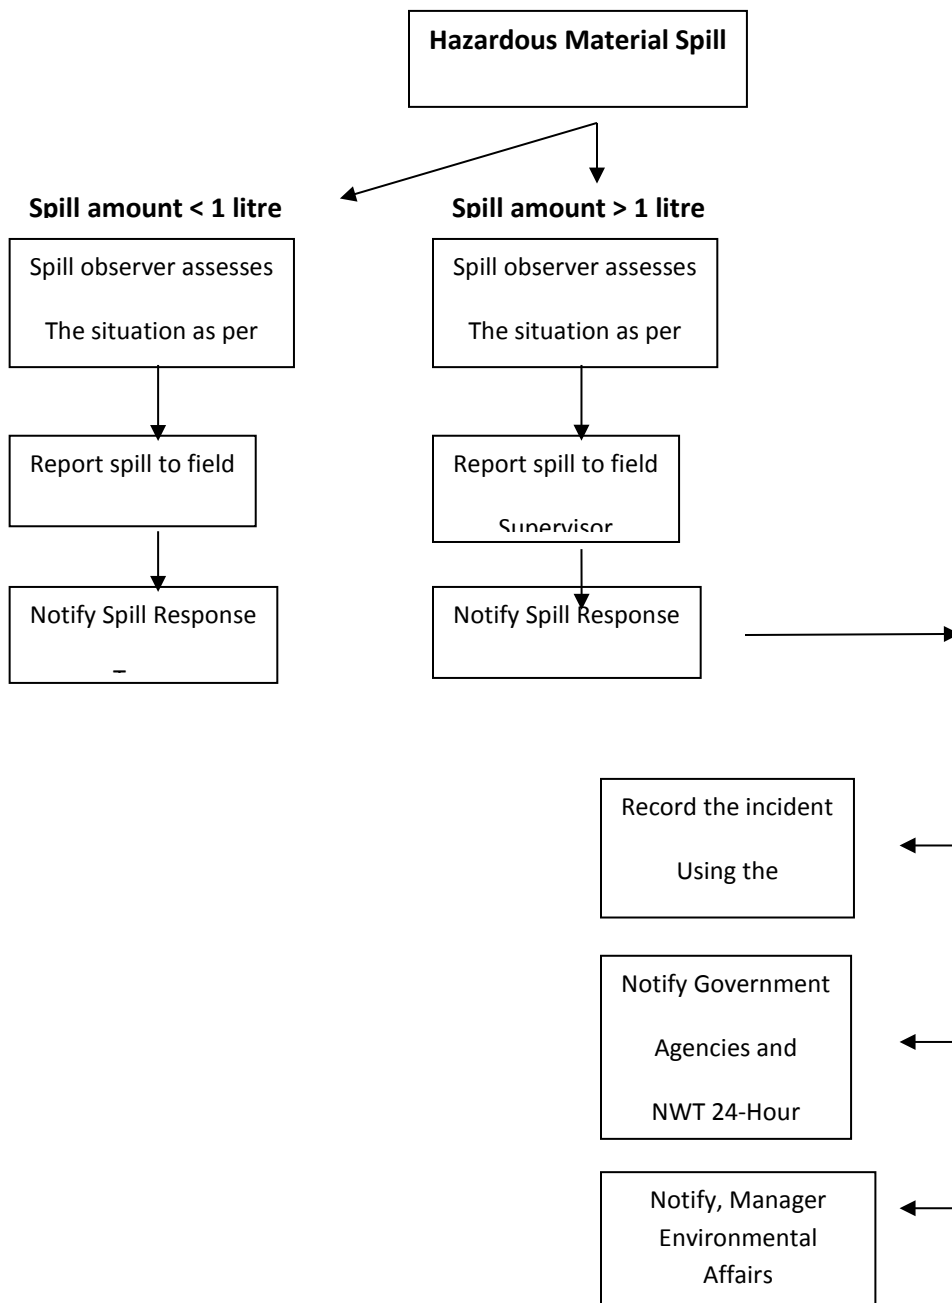 Hazardous Material Spill
Spill amount < 1 litre
Spill observer assesses
The situation as per
Report spill to field
Notify Spill Response
Spill amount > 1 litre
Spill observer assesses
The situation as per
Report spill to field
Supervisor
Notify Spill Response
Record the incident
Using the
Notify Government
Agencies and
NWT 24-Hour
Notify, Manager
Environmental
Affairs